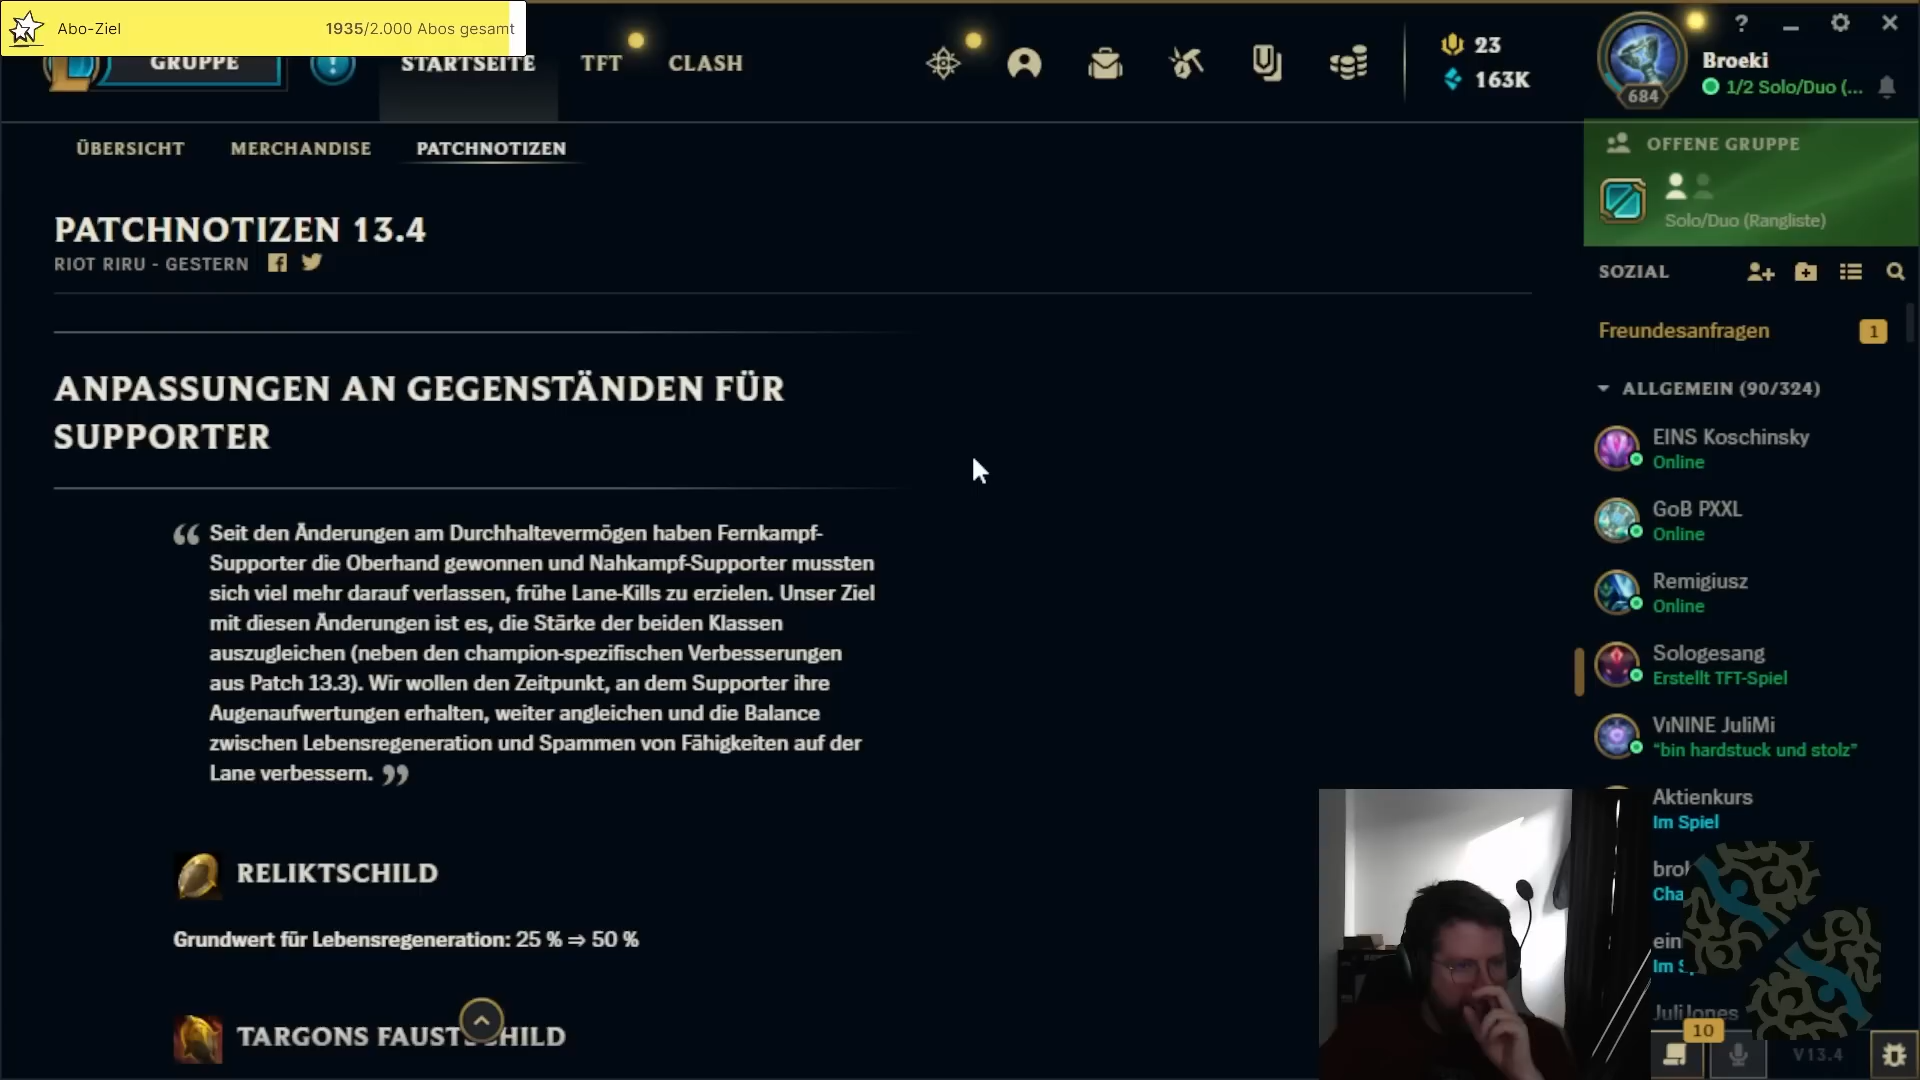 Abo-Ziel 1935/2.000 Abos gesamt
GRUPPE STARTSEITE TFT CLASH
23
163K
684
Broeki
1/2 Solo/Duo (...
ÜBERSICHT MERCHANDISE PATCHNOTIZEN
OFFENE GRUPPE
Solo/Duo (Rangliste)
PATCHNOTIZEN 13.4
RIOT RIRU - GESTERN
ANPASSUNGEN AN GEGENSTÄNDEN FÜR
SUPPORTER
“ Seit den Änderungen am Durchhaltevermögen haben Fernkampf-
Supporter die Oberhand gewonnen und Nahkampf-Supporter mussten
sich viel mehr darauf verlassen, frühe Lane-Kills zu erzielen. Unser Ziel
mit diesen Änderungen ist es, die Stärke der beiden Klassen
auszugleichen (neben den champion-spezifischen Verbesserungen
aus Patch 13.3). Wir wollen den Zeitpunkt, an dem Supporter ihre
Augenaufwertungen erhalten, weiter angleichen und die Balance
zwischen Lebensregeneration und Spammen von Fähigkeiten auf der
Lane verbessern. ”
RELIKTSCHILD
Grundwert für Lebensregeneration: 25 % ⇒ 50 %
TARGONS FAUSTSCHILD
SOZIAL
Freundesanfragen 1
ALLGEMEIN (90/324)
EINS Koschinsky
Online
GoB PXXL
Online
Remigiusz
Online
Sologesang
Erstellt TFT-Spiel
VıNINE JuliMi
"bin hardstuck und stolz"
Aktienkurs
Im Spiel
Juli Jones
10
V13.4